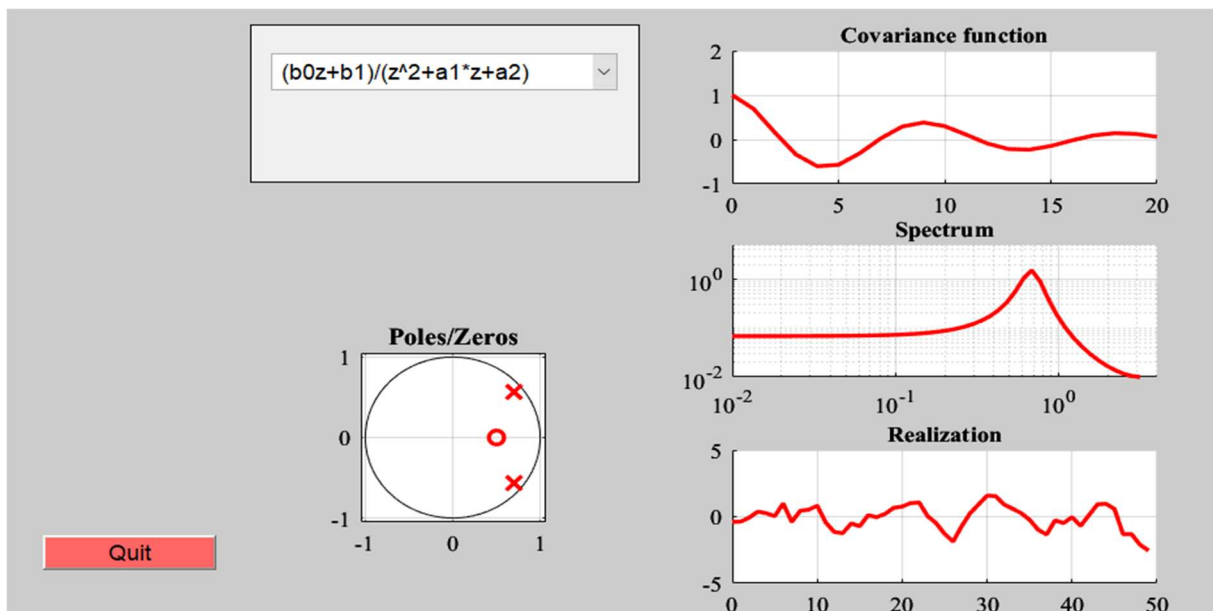 (b0z+b1)/(z^2+a1*z+a2)
Poles/Zeros
1
0
-1
-1 0 1
Quit
Covariance function
2
1
0
-1
0 5 10 15 20
Spectrum
10^0
10^-2
10^-2 10^-1 10^0
Realization
5
0
-5
0 10 20 30 40 50